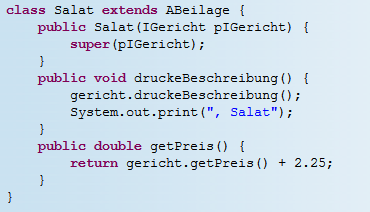 class Salat extends ABeilage {
    public Salat(IGericht pIGericht) {
        super(pIGericht);
    }
    public void druckeBeschreibung() {
        gericht.druckeBeschreibung();
        System.out.print(", Salat");
    }
    public double getPreis() {
        return gericht.getPreis() + 2.25;
    }
}